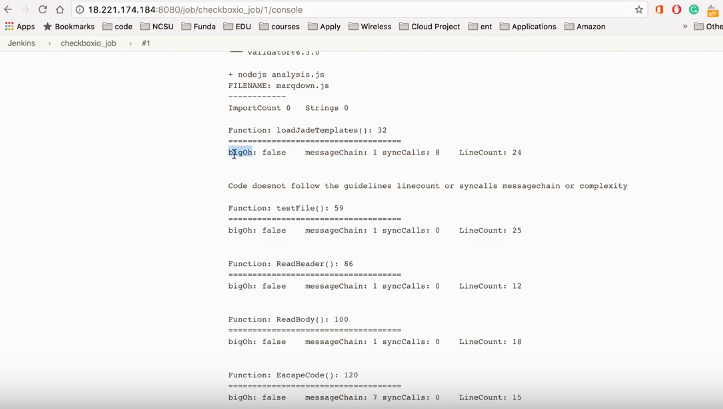 18.221.174.184:8080/job/checkboxio_job/1/console
Apps Bookmarks code NCSU Funda EDU courses Apply Wireless Cloud Project ent Applications Amazon » Othe
off
Jenkins checkboxio_job #1
validator@6.3.0
+ nodejs analysis.js
FILENAME: marqdown.js
------------
ImportCount 0 Strings 0
Function: loadJadeTemplates(): 32
====================================
bigOh: false messageChain: 1 syncCalls: 8 LineCount: 24
Code doesnot follow the guidelines linecount or syncalls messagechain or complexity
Function: testFile(): 59
====================================
bigOh: false messageChain: 1 syncCalls: 0 LineCount: 25
Function: ReadHeader(): 86
====================================
bigOh: false messageChain: 1 syncCalls: 0 LineCount: 12
Function: ReadBody(): 100
====================================
bigOh: false messageChain: 1 syncCalls: 0 LineCount: 18
Function: EscapeCode(): 120
====================================
bigOh: false messageChain: 7 syncCalls: 0 LineCount: 15